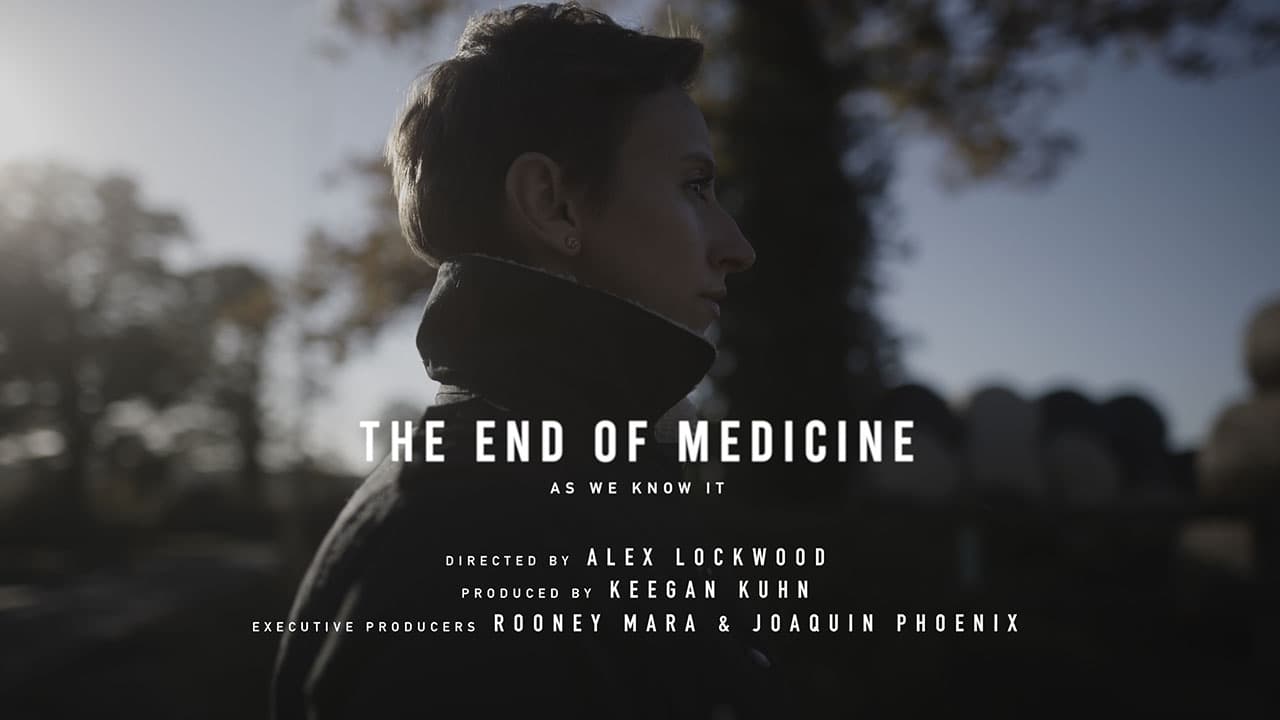 THE END OF MEDICINE
AS WE KNOW IT
DIRECTED BY ALEX LOCKWOOD
PRODUCED BY KEEGAN KUHN
EXECUTIVE PRODUCERS ROONEY MARA & JOAQUIN PHOENIX